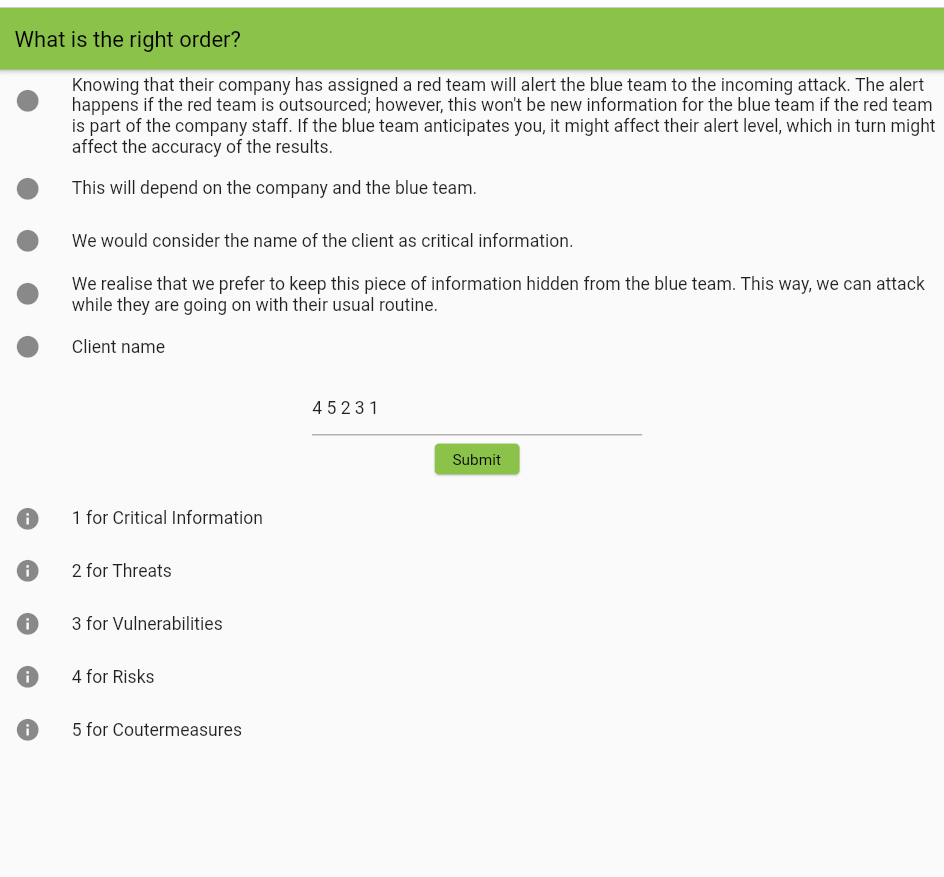 What is the right order?
Knowing that their company has assigned a red team will alert the blue team to the incoming attack. The alert
happens if the red team is outsourced; however, this won't be new information for the blue team if the red team
is part of the company staff. If the blue team anticipates you, it might affect their alert level, which in turn might
affect the accuracy of the results.
This will depend on the company and the blue team.
We would consider the name of the client as critical information.
We realise that we prefer to keep this piece of information hidden from the blue team. This way, we can attack
while they are going on with their usual routine.
Client name
4 5 2 3 1
Submit
1 for Critical Information
2 for Threats
3 for Vulnerabilities
4 for Risks
5 for Coutermeasures